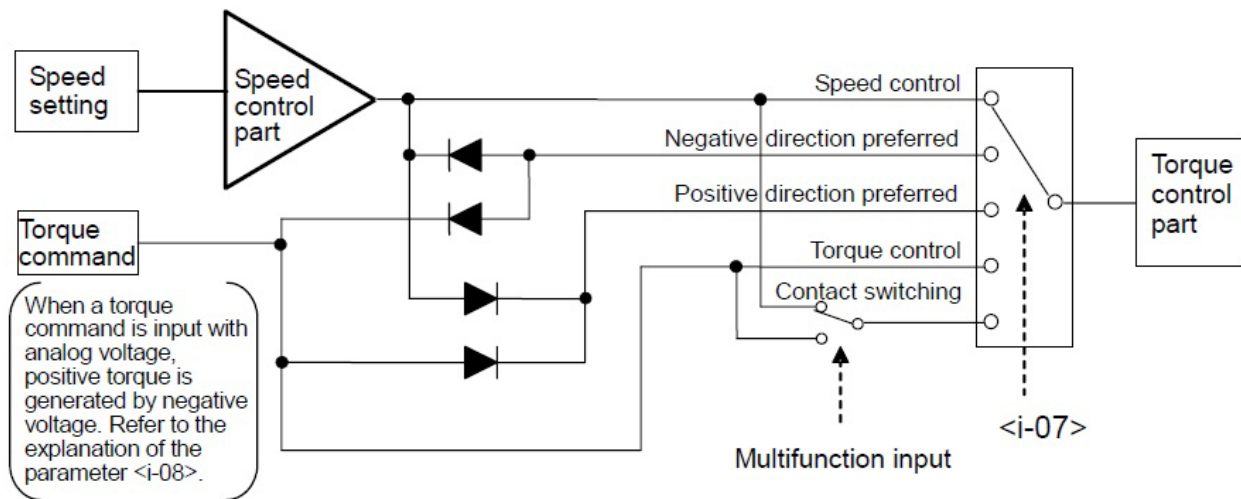 Speed
setting
Speed
control
part
Speed control
Negative direction preferred
Positive direction preferred
Torque
control
part
Torque
command
Torque control
Contact switching
When a torque
command is input with
analog voltage,
positive torque is
generated by negative
voltage. Refer to the
explanation of the
parameter <i-08>.
Multifunction input
<i-07>